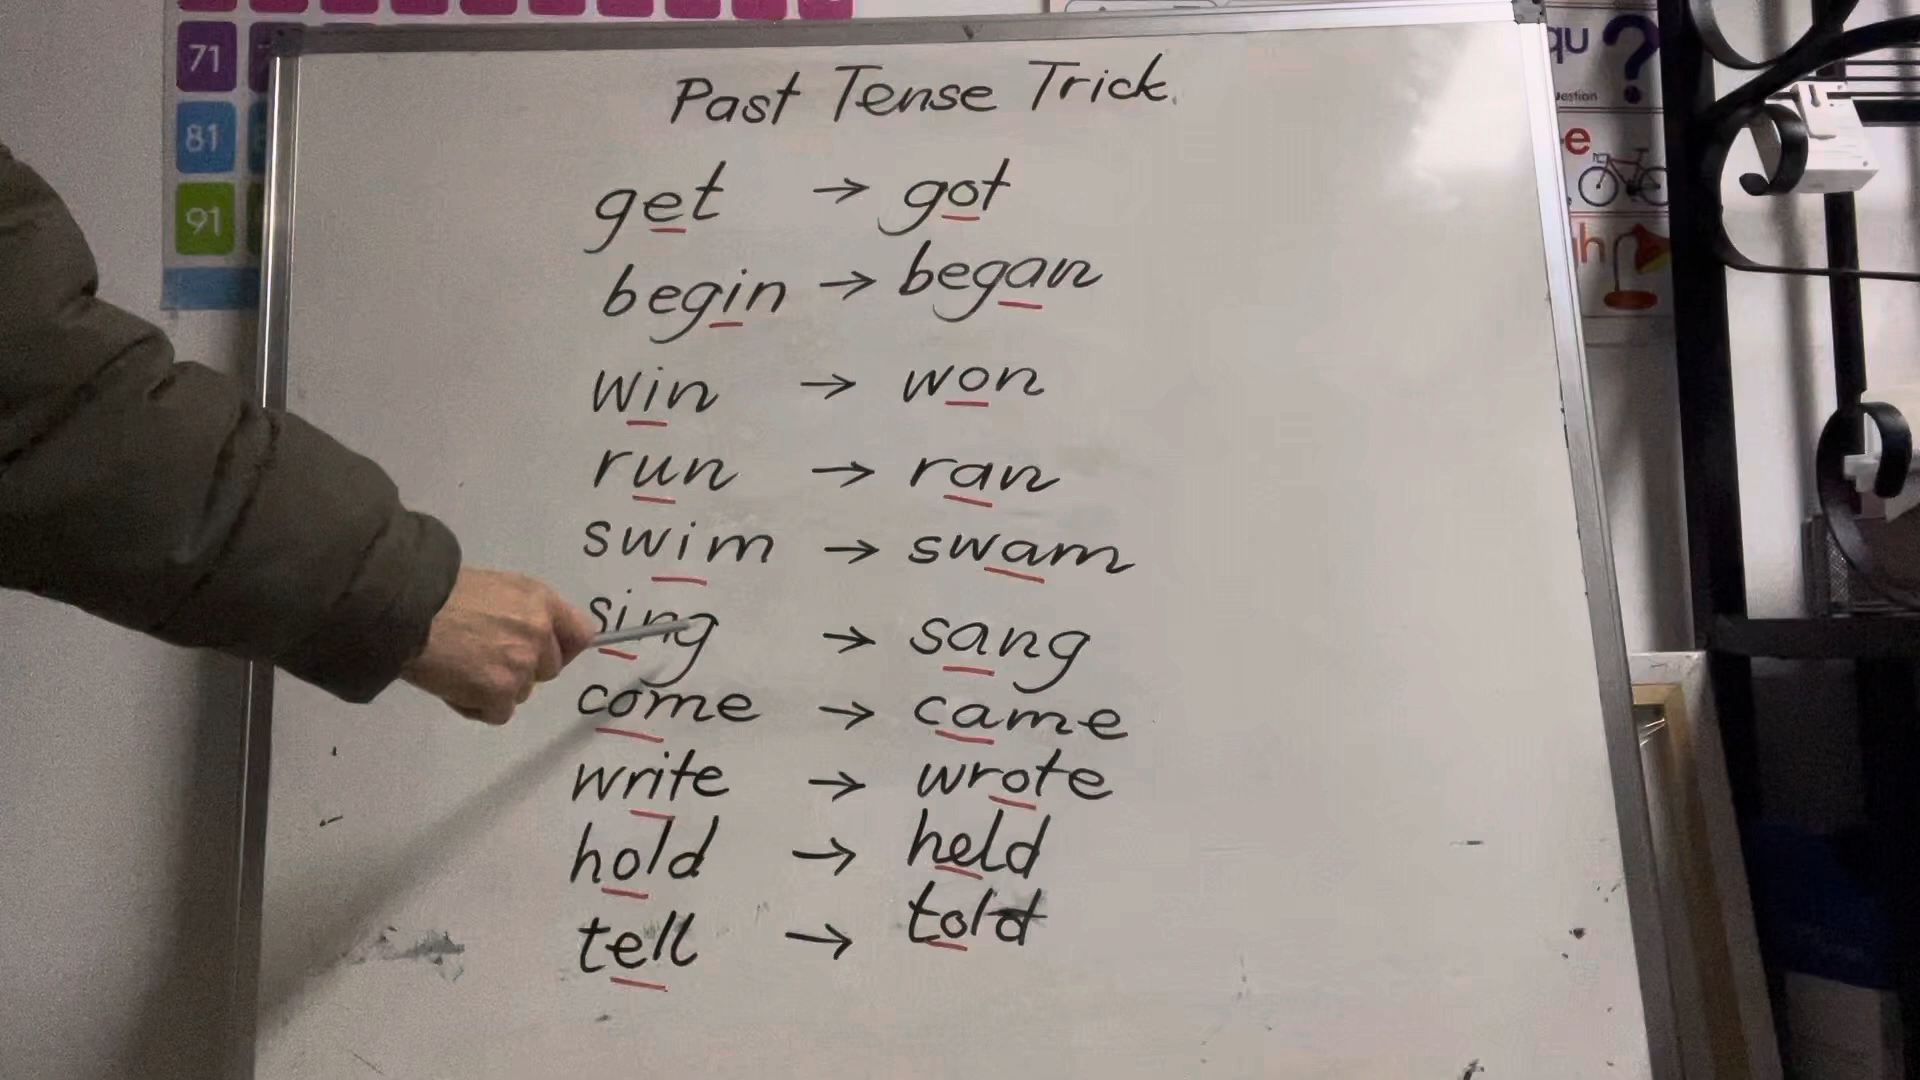 71
81
91
Past Tense Trick.
get → got
begin → began
win → won
run → ran
swim → swam
sing → sang
come → came
write → wrote
hold → held
tell → told
qu
-e